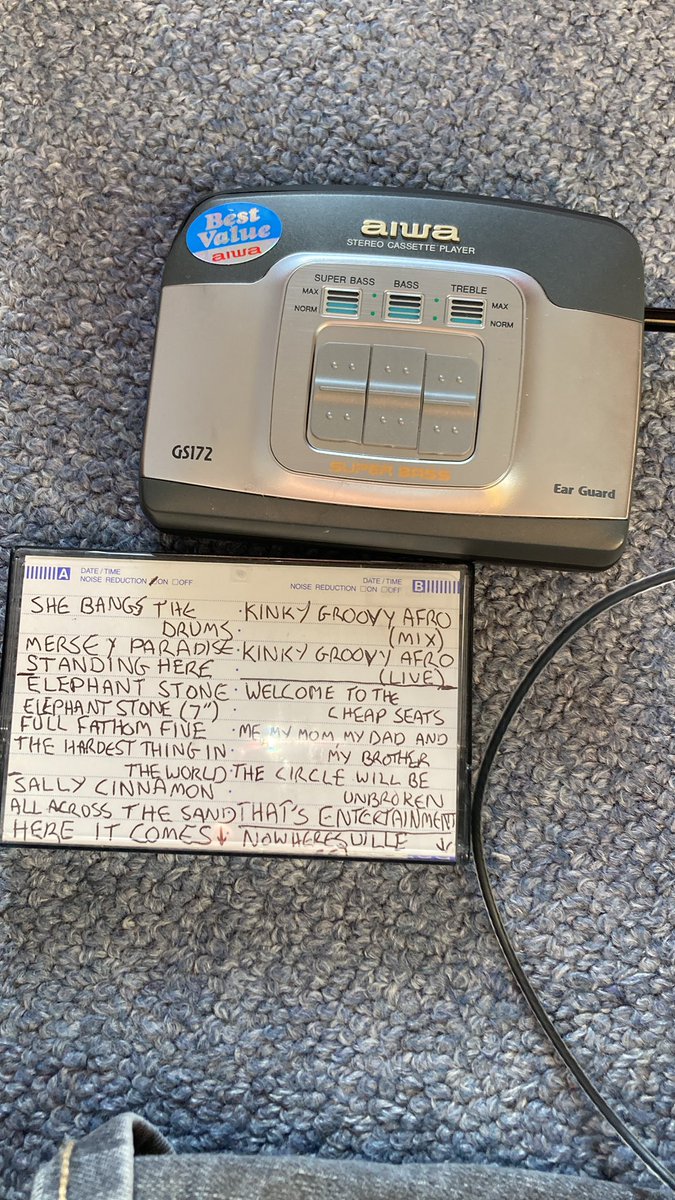 Best
Value
aiwa
aiwa
STEREO CASSETTE PLAYER
SUPER BASS BASS TREBLE
MAX MAX
NORM NORM
GS172
SUPER BASS
Ear Guard
A DATE / TIME
NOISE REDUCTION ON OFF
DATE / TIME B
NOISE REDUCTION ON OFF
SHE BANGS THE
DRUMS.
MERSEY PARADISE.
STANDING HERE
ELEPHANT STONE
ELEPHANT STONE (7")
FULL FATHOM FIVE
THE HARDEST THING IN
THE WORLD
SALLY CINNAMON
ALL ACROSS THE SAND
HERE IT COMES ↓
KINKY GROOVY AFRO
(MIX)
KINKY GROOVY AFRO
(LIVE)
WELCOME TO THE
CHEAP SEATS
ME, MY MOM, MY DAD AND
MY BROTHER
THE CIRCLE WILL BE
UNBROKEN
THAT'S ENTERTAINMENT
NOWHERESVILLE ↓